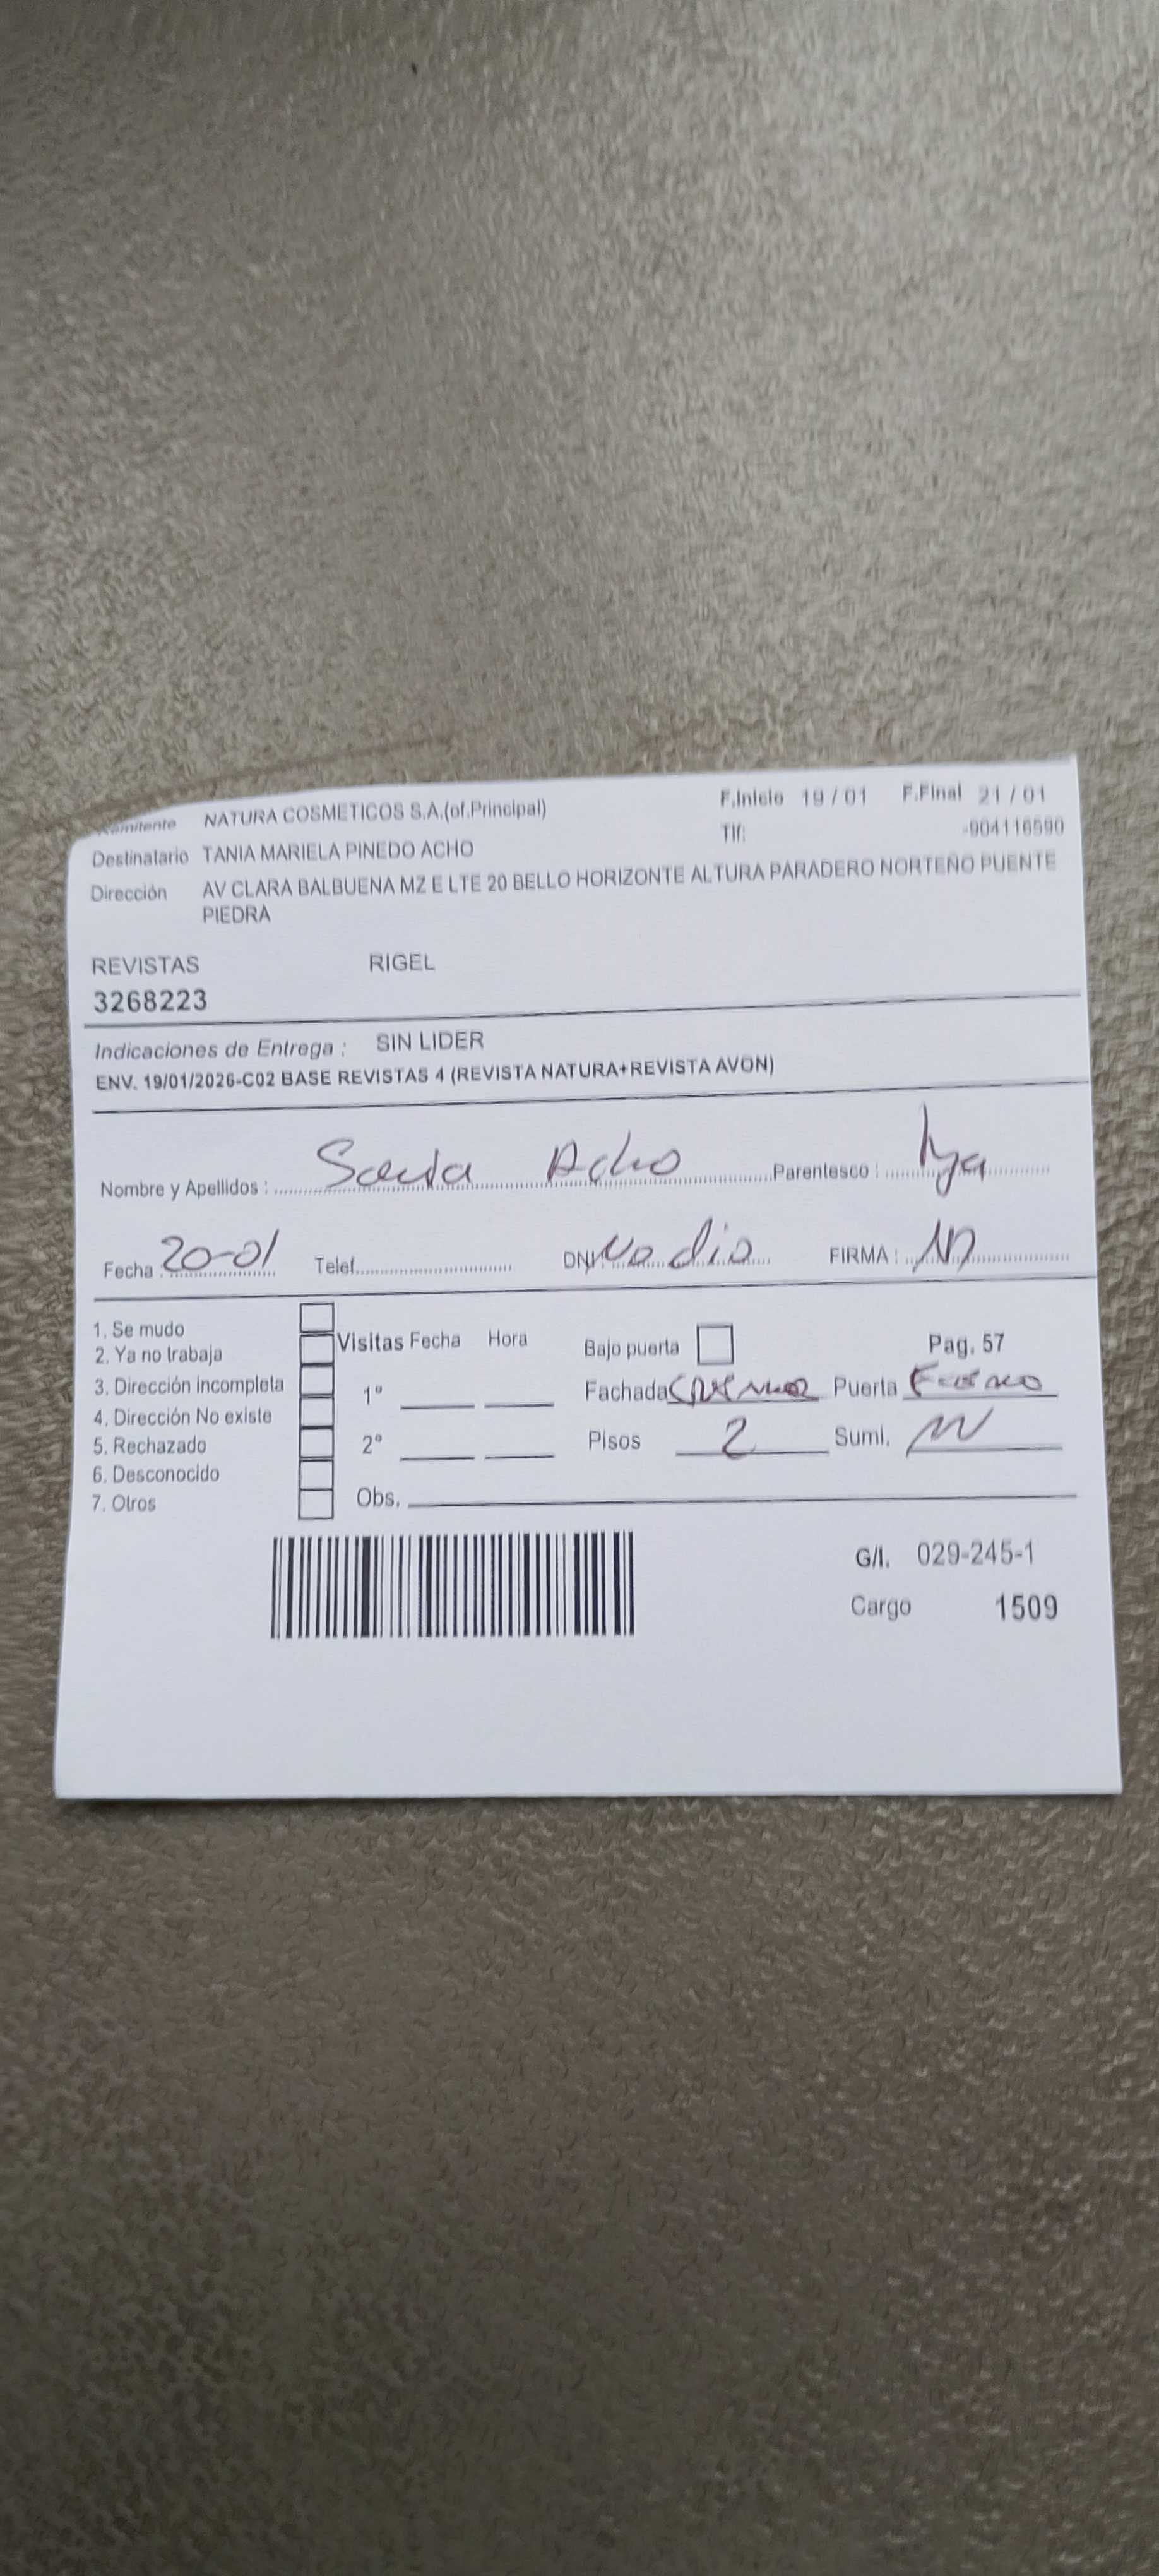 Remitente NATURA COSMETICOS S.A.(of.Principal) F.Inicio 19 / 01 F.Final 21 / 01
Destinatario TANIA MARIELA PINEDO ACHO Tlf: -904116590
Dirección AV CLARA BALBUENA MZ E LTE 20 BELLO HORIZONTE ALTURA PARADERO NORTEÑO PUENTE
PIEDRA
REVISTAS RIGEL
3268223
Indicaciones de Entrega : SIN LIDER
ENV. 19/01/2026-C02 BASE REVISTAS 4 (REVISTA NATURA+REVISTA AVON)
Nombre y Apellidos : Acho Parentesco :
Fecha 20-01 Telef. DNI No dio FIRMA :
1. Se mudo
2. Ya no trabaja Visitas Fecha Hora Bajo puerta Pag. 57
3. Dirección incompleta 1º Fachada Puerta
4. Dirección No existe
5. Rechazado 2º Pisos 2 Sumi.
6. Desconocido
7. Otros Obs.
G/I. 029-245-1
Cargo 1509